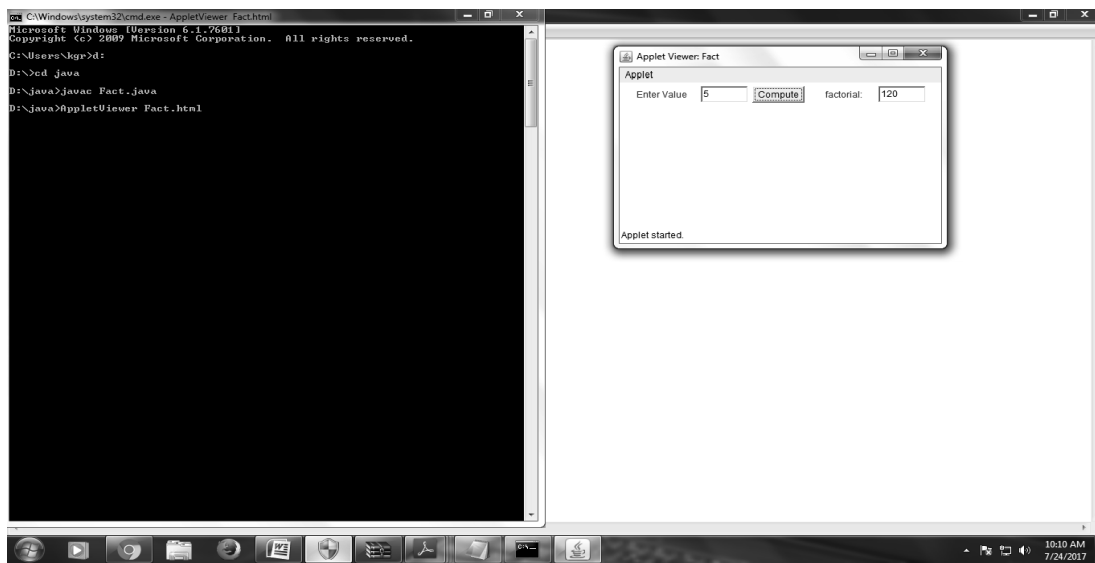 C:\Windows\system32\cmd.exe - AppletViewer Fact.html
Microsoft Windows [Version 6.1.7601]
Copyright (c) 2009 Microsoft Corporation. All rights reserved.
C:\Users\kgr>d:
D:\>cd java
D:\java>javac Fact.java
D:\java>AppletViewer Fact.html
Applet Viewer: Fact
Applet
Enter Value 5 Compute factorial: 120
Applet started.
10:10 AM
7/24/2017